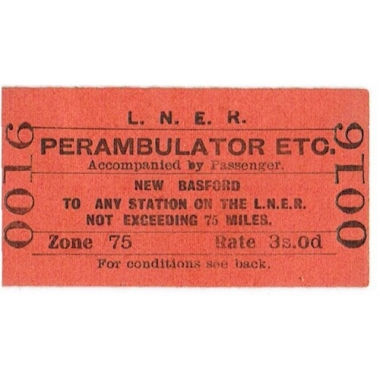 L. N. E. R.
PERAMBULATOR ETC.
Accompanied by Passenger.
NEW BASFORD
TO ANY STATION ON THE L.N.E.R.
NOT EXCEEDING 75 MILES.
Zone 75 Rate 3s.0d
For conditions see back.
0016
0016